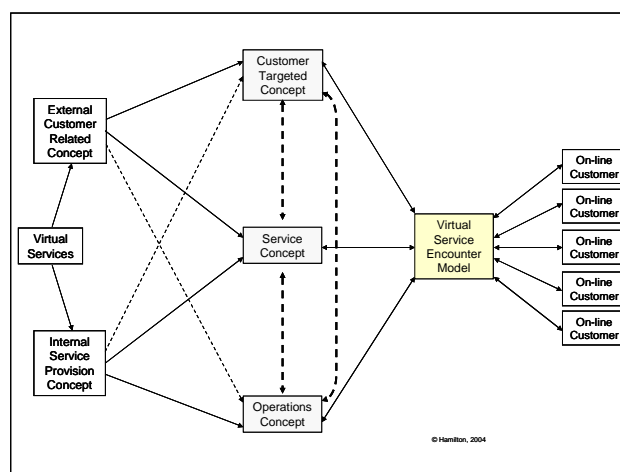 Customer
Targeted
Concept
External
Customer
Related
Concept
On-line
Customer
On-line
Customer
Virtual
Services
Service
Concept
Virtual
Service
Encounter
Model
On-line
Customer
On-line
Customer
On-line
Customer
Internal
Service
Provision
Concept
Operations
Concept
© Hamilton, 2004